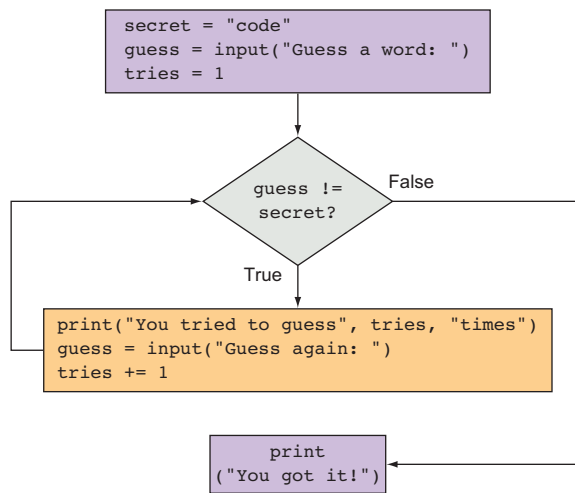 secret = "code"
guess = input("Guess a word: ")
tries = 1
guess !=
secret?
False
True
print("You tried to guess", tries, "times")
guess = input("Guess again: ")
tries += 1
print
("You got it!")